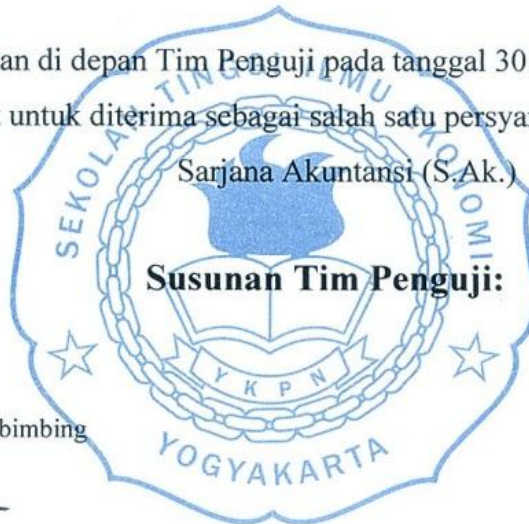 an di depan Tim Penguji pada tanggal 30
untuk diterima sebagai salah satu persyar
Sarjana Akuntansi (S.Ak.)
SEKOLAH TINGGI ILMU EKONOMI
Susunan Tim Penguji:
YKPN
bimbing
YOGYAKARTA